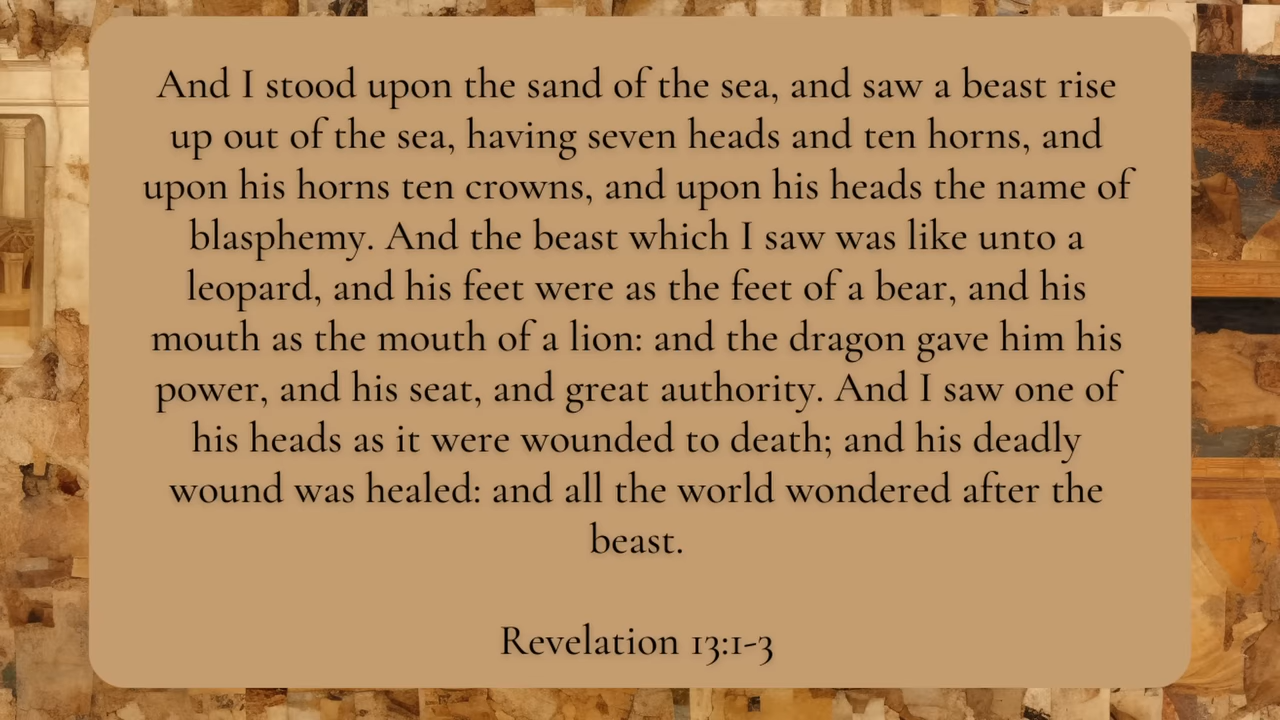 And I stood upon the sand of the sea, and saw a beast rise
up out of the sea, having seven heads and ten horns, and
upon his horns ten crowns, and upon his heads the name of
blasphemy. And the beast which I saw was like unto a
leopard, and his feet were as the feet of a bear, and his
mouth as the mouth of a lion: and the dragon gave him his
power, and his seat, and great authority. And I saw one of
his heads as it were wounded to death; and his deadly
wound was healed: and all the world wondered after the
beast.
Revelation 13:1-3